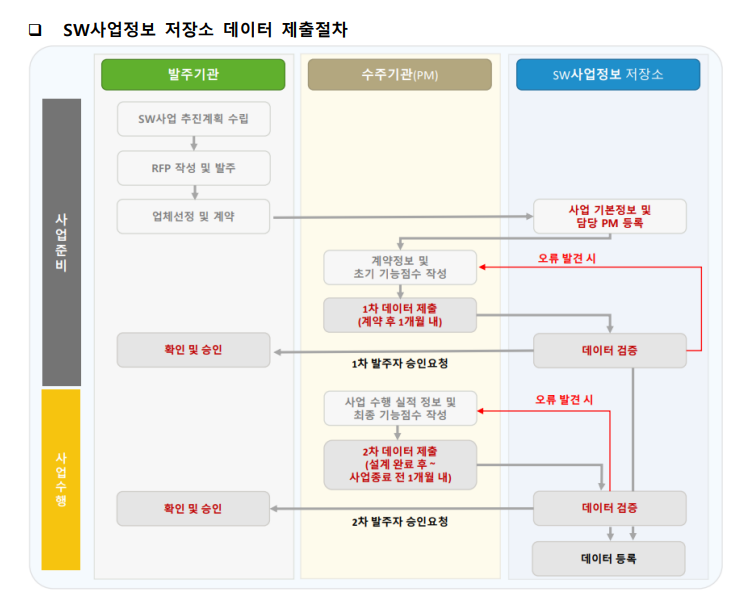 ❑ SW사업정보 저장소 데이터 제출절차
발주기관
수주기관(PM)
SW사업정보 저장소
사업준비
SW사업 추진계획 수립
RFP 작성 및 발주
업체선정 및 계약
사업 기본정보 및
담당 PM 등록
계약정보 및
초기 기능점수 작성
오류 발견 시
1차 데이터 제출
(계약 후 1개월 내)
확인 및 승인
데이터 검증
1차 발주자 승인요청
사업수행
사업 수행 실적 정보 및
최종 기능점수 작성
오류 발견 시
2차 데이터 제출
(설계 완료 후 ~
사업종료 전 1개월 내)
확인 및 승인
데이터 검증
2차 발주자 승인요청
데이터 등록